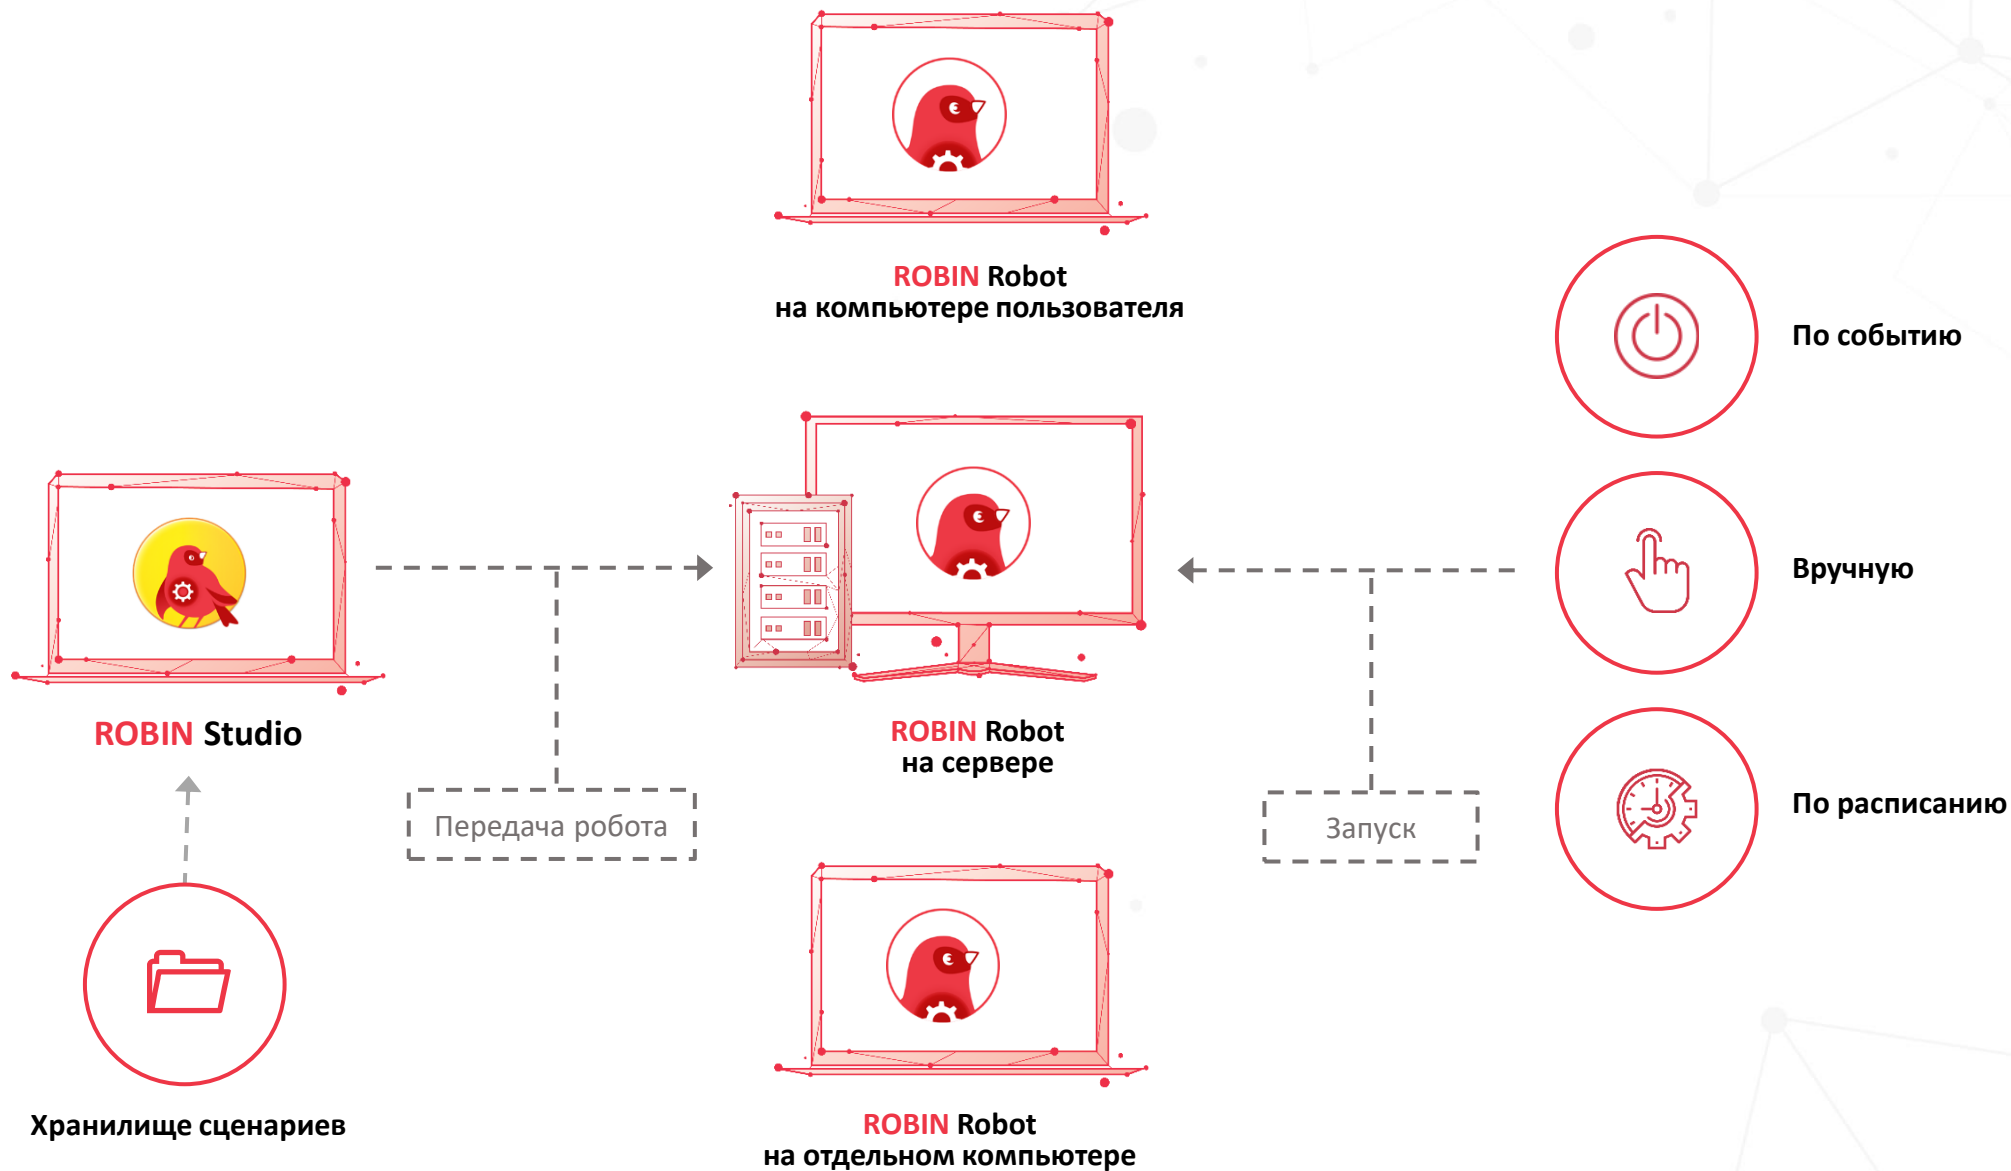 ROBIN Robot
на компьютере пользователя
По событию
Вручную
ROBIN Studio
ROBIN Robot
на сервере
Передача робота
Запуск
По расписанию
Хранилище сценариев
ROBIN Robot
на отдельном компьютере